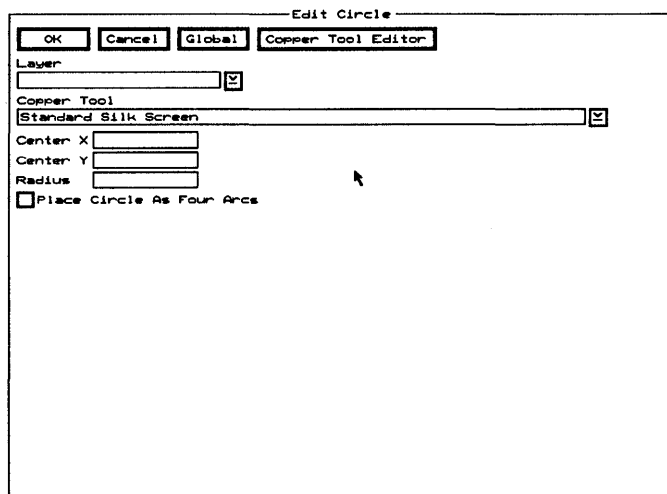 Edit Circle
OK Cancel Global Copper Tool Editor
Layer
Copper Tool
Standard Silk Screen
Center X
Center Y
Radius
Place Circle As Four Arcs